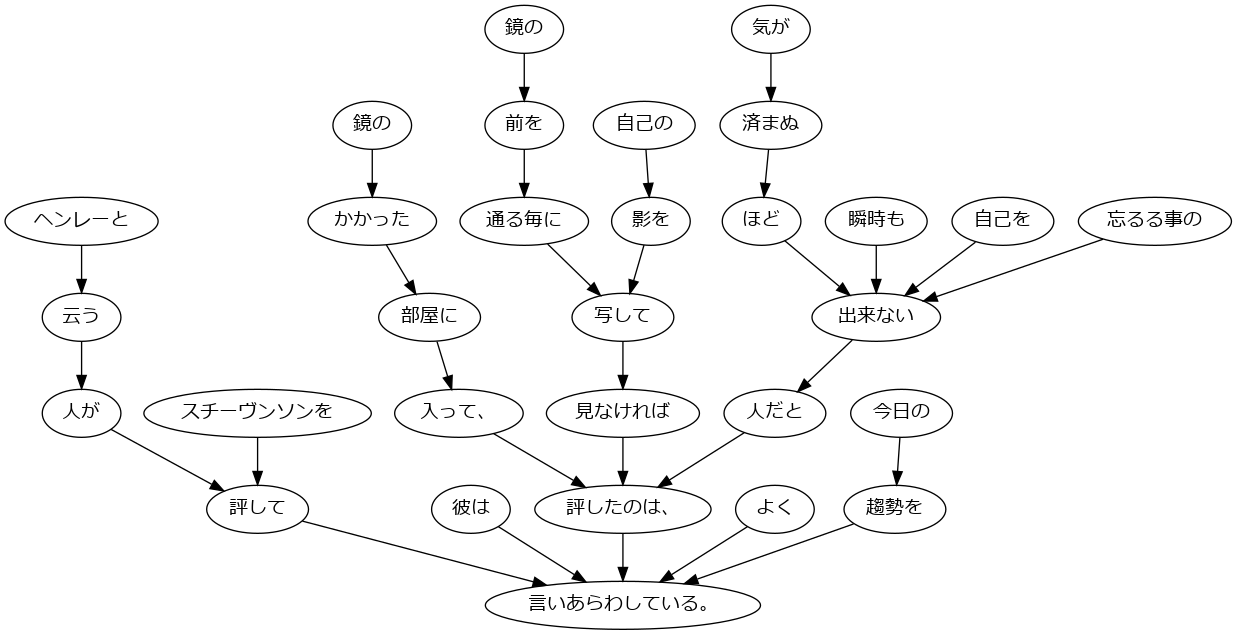 鏡の
気が
鏡の
前を
自己の
済まぬ
ヘンレーと
かかった
通る毎に
影を
ほど
瞬時も
自己を
忘るる事の
云う
部屋に
写して
出来ない
人が
スチーヴンソンを
入って、
見なければ
人だと
今日の
評して
彼は
評したのは、
よく
趨勢を
言いあらわしている。